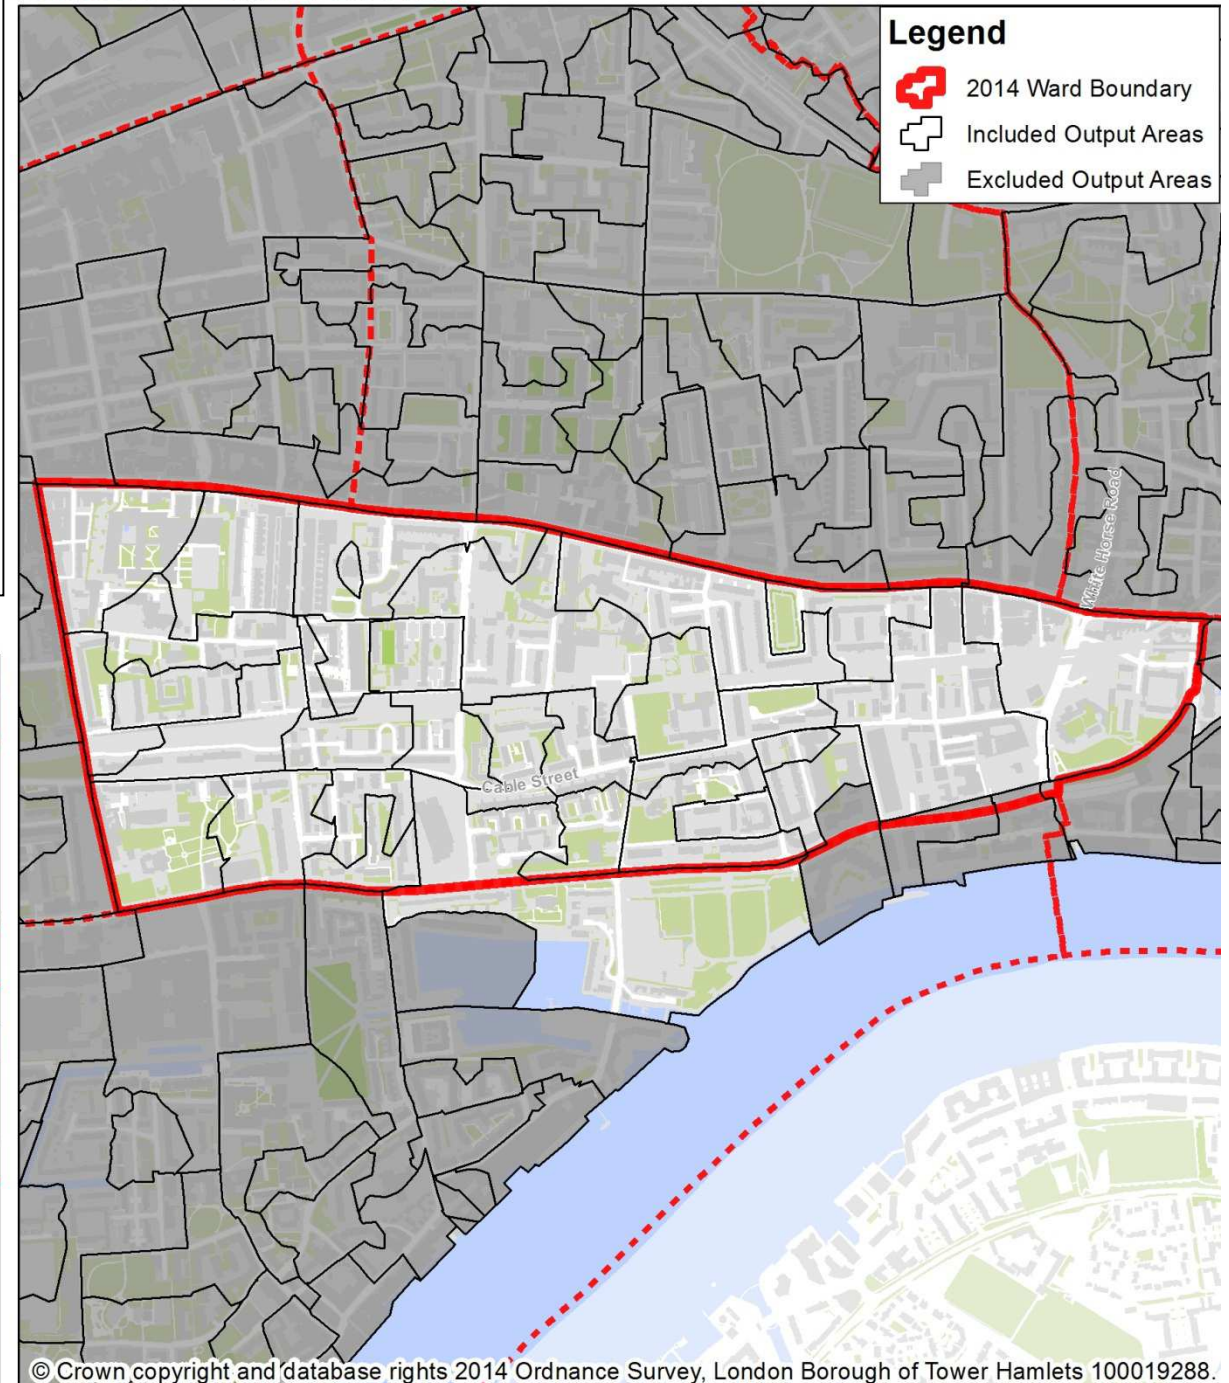 Legend
2014 Ward Boundary
Included Output Areas
Excluded Output Areas
White Horse Road
Cable Street
© Crown copyright and database rights 2014 Ordnance Survey, London Borough of Tower Hamlets 100019288.